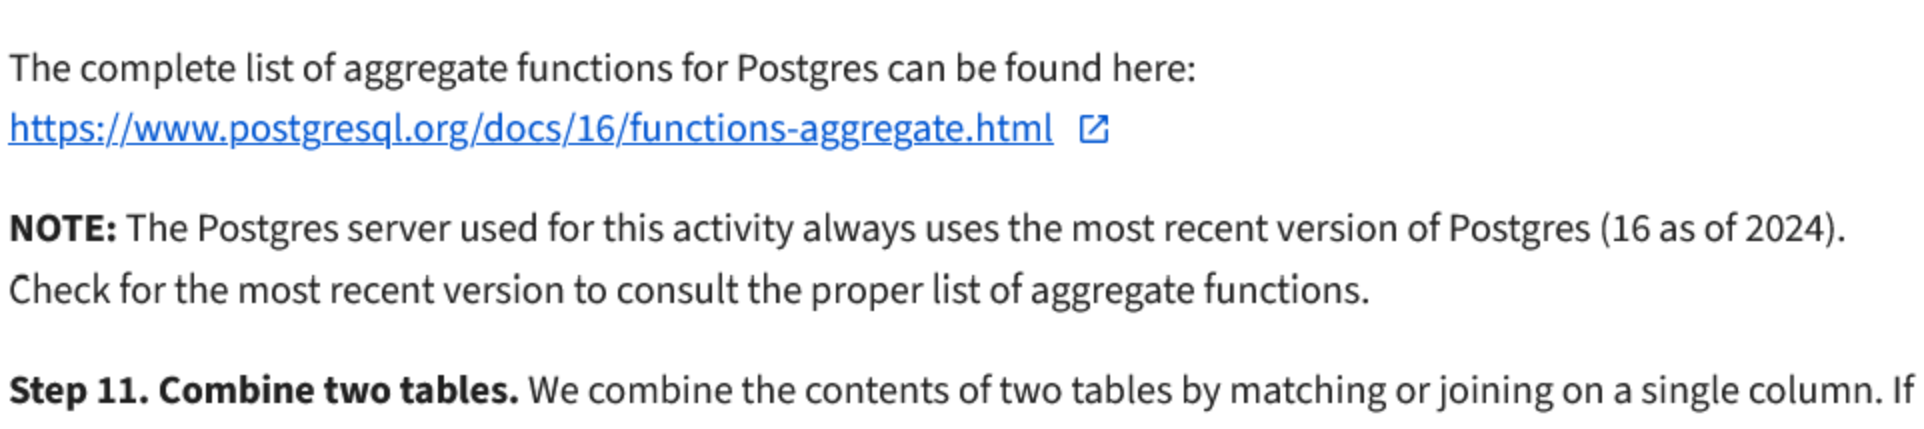 The complete list of aggregate functions for Postgres can be found here:
https://www.postgresql.org/docs/16/functions-aggregate.html
NOTE: The Postgres server used for this activity always uses the most recent version of Postgres (16 as of 2024).
Check for the most recent version to consult the proper list of aggregate functions.
Step 11. Combine two tables. We combine the contents of two tables by matching or joining on a single column. If